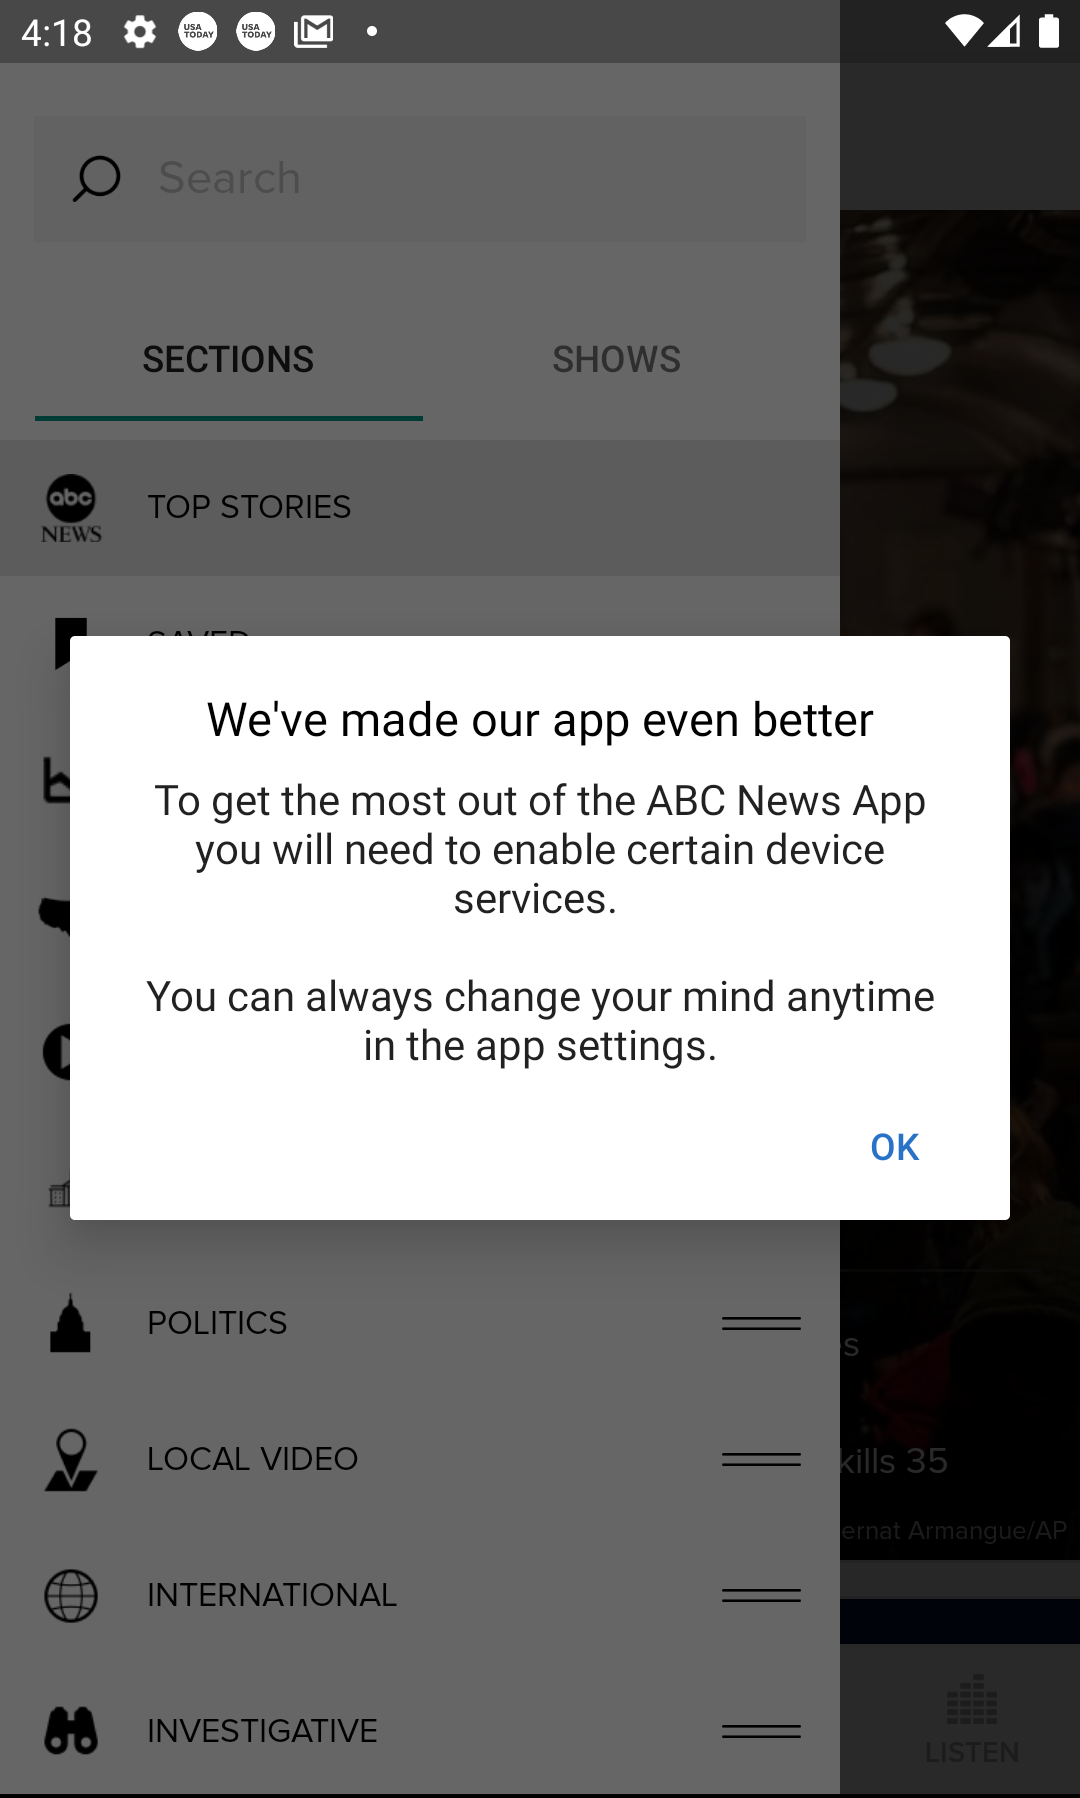 4:18
USA TODAY
USA TODAY
Search
SECTIONS
SHOWS
abc NEWS
TOP STORIES
SAVED
We've made our app even better
To get the most out of the ABC News App
you will need to enable certain device
services.
You can always change your mind anytime
in the app settings.
OK
POLITICS
LOCAL VIDEO
kills 35
ernat Armangue/AP
INTERNATIONAL
INVESTIGATIVE
LISTEN